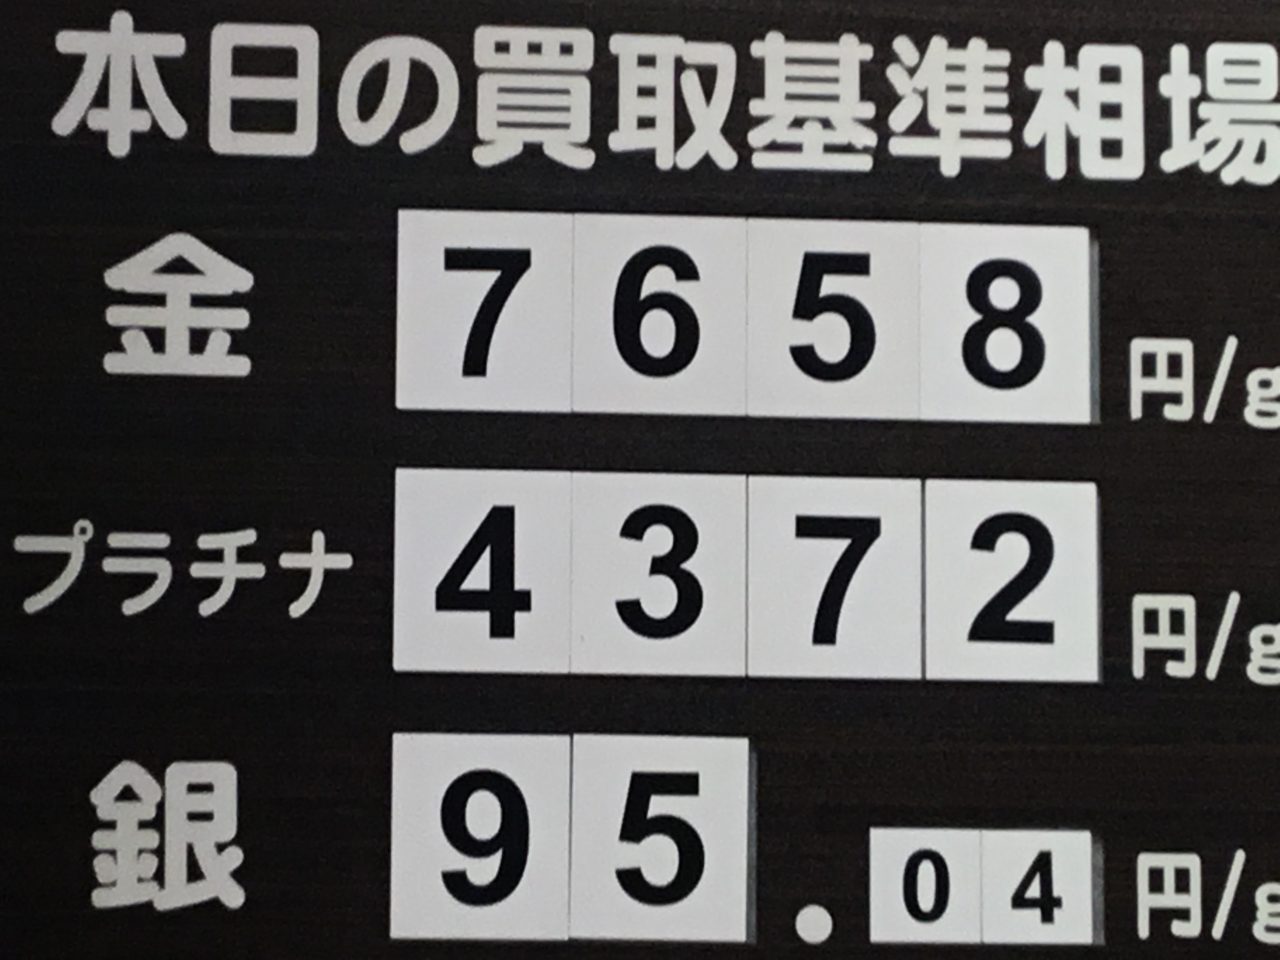 本日の買取基準相場
金 7658 円/g
プラチナ 4372 円/g
銀 95.04 円/g